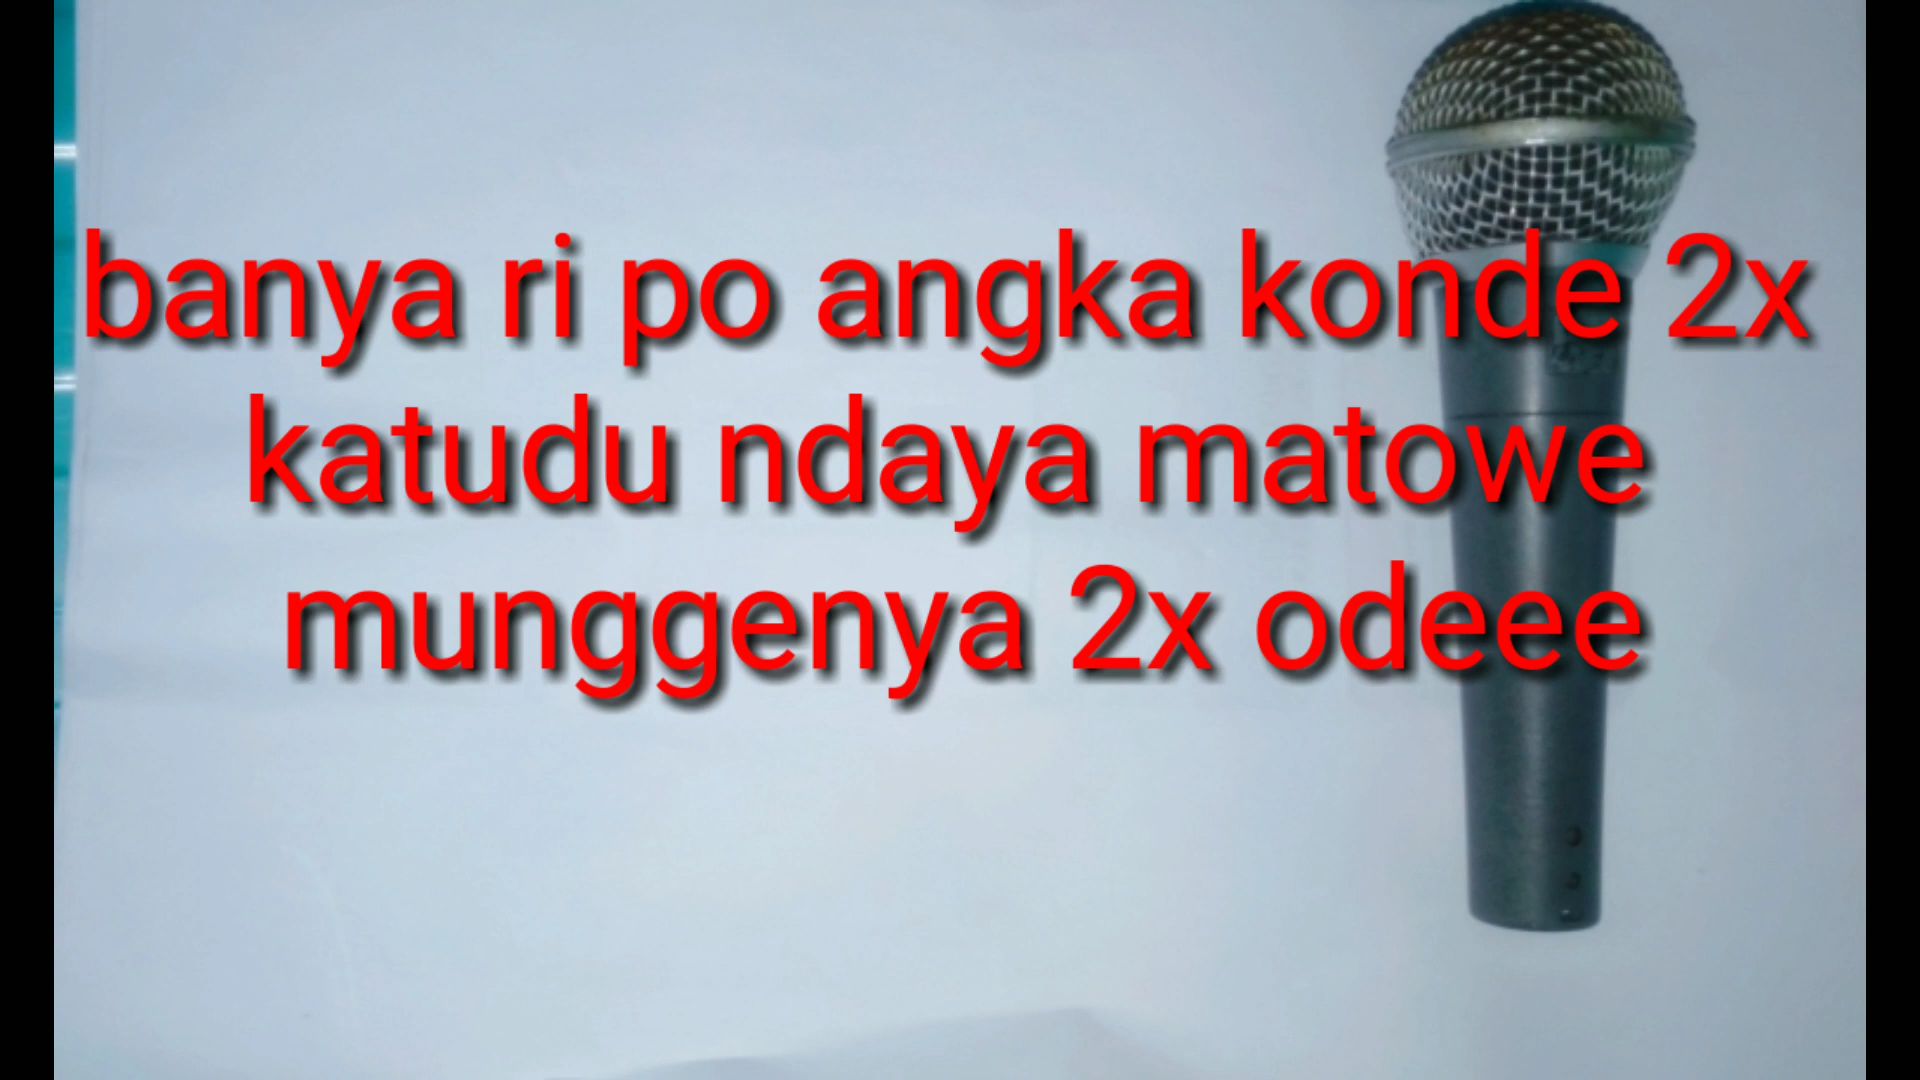 banya ri po angka konde 2x
katudu ndaya matowe
munggenya 2x odeee